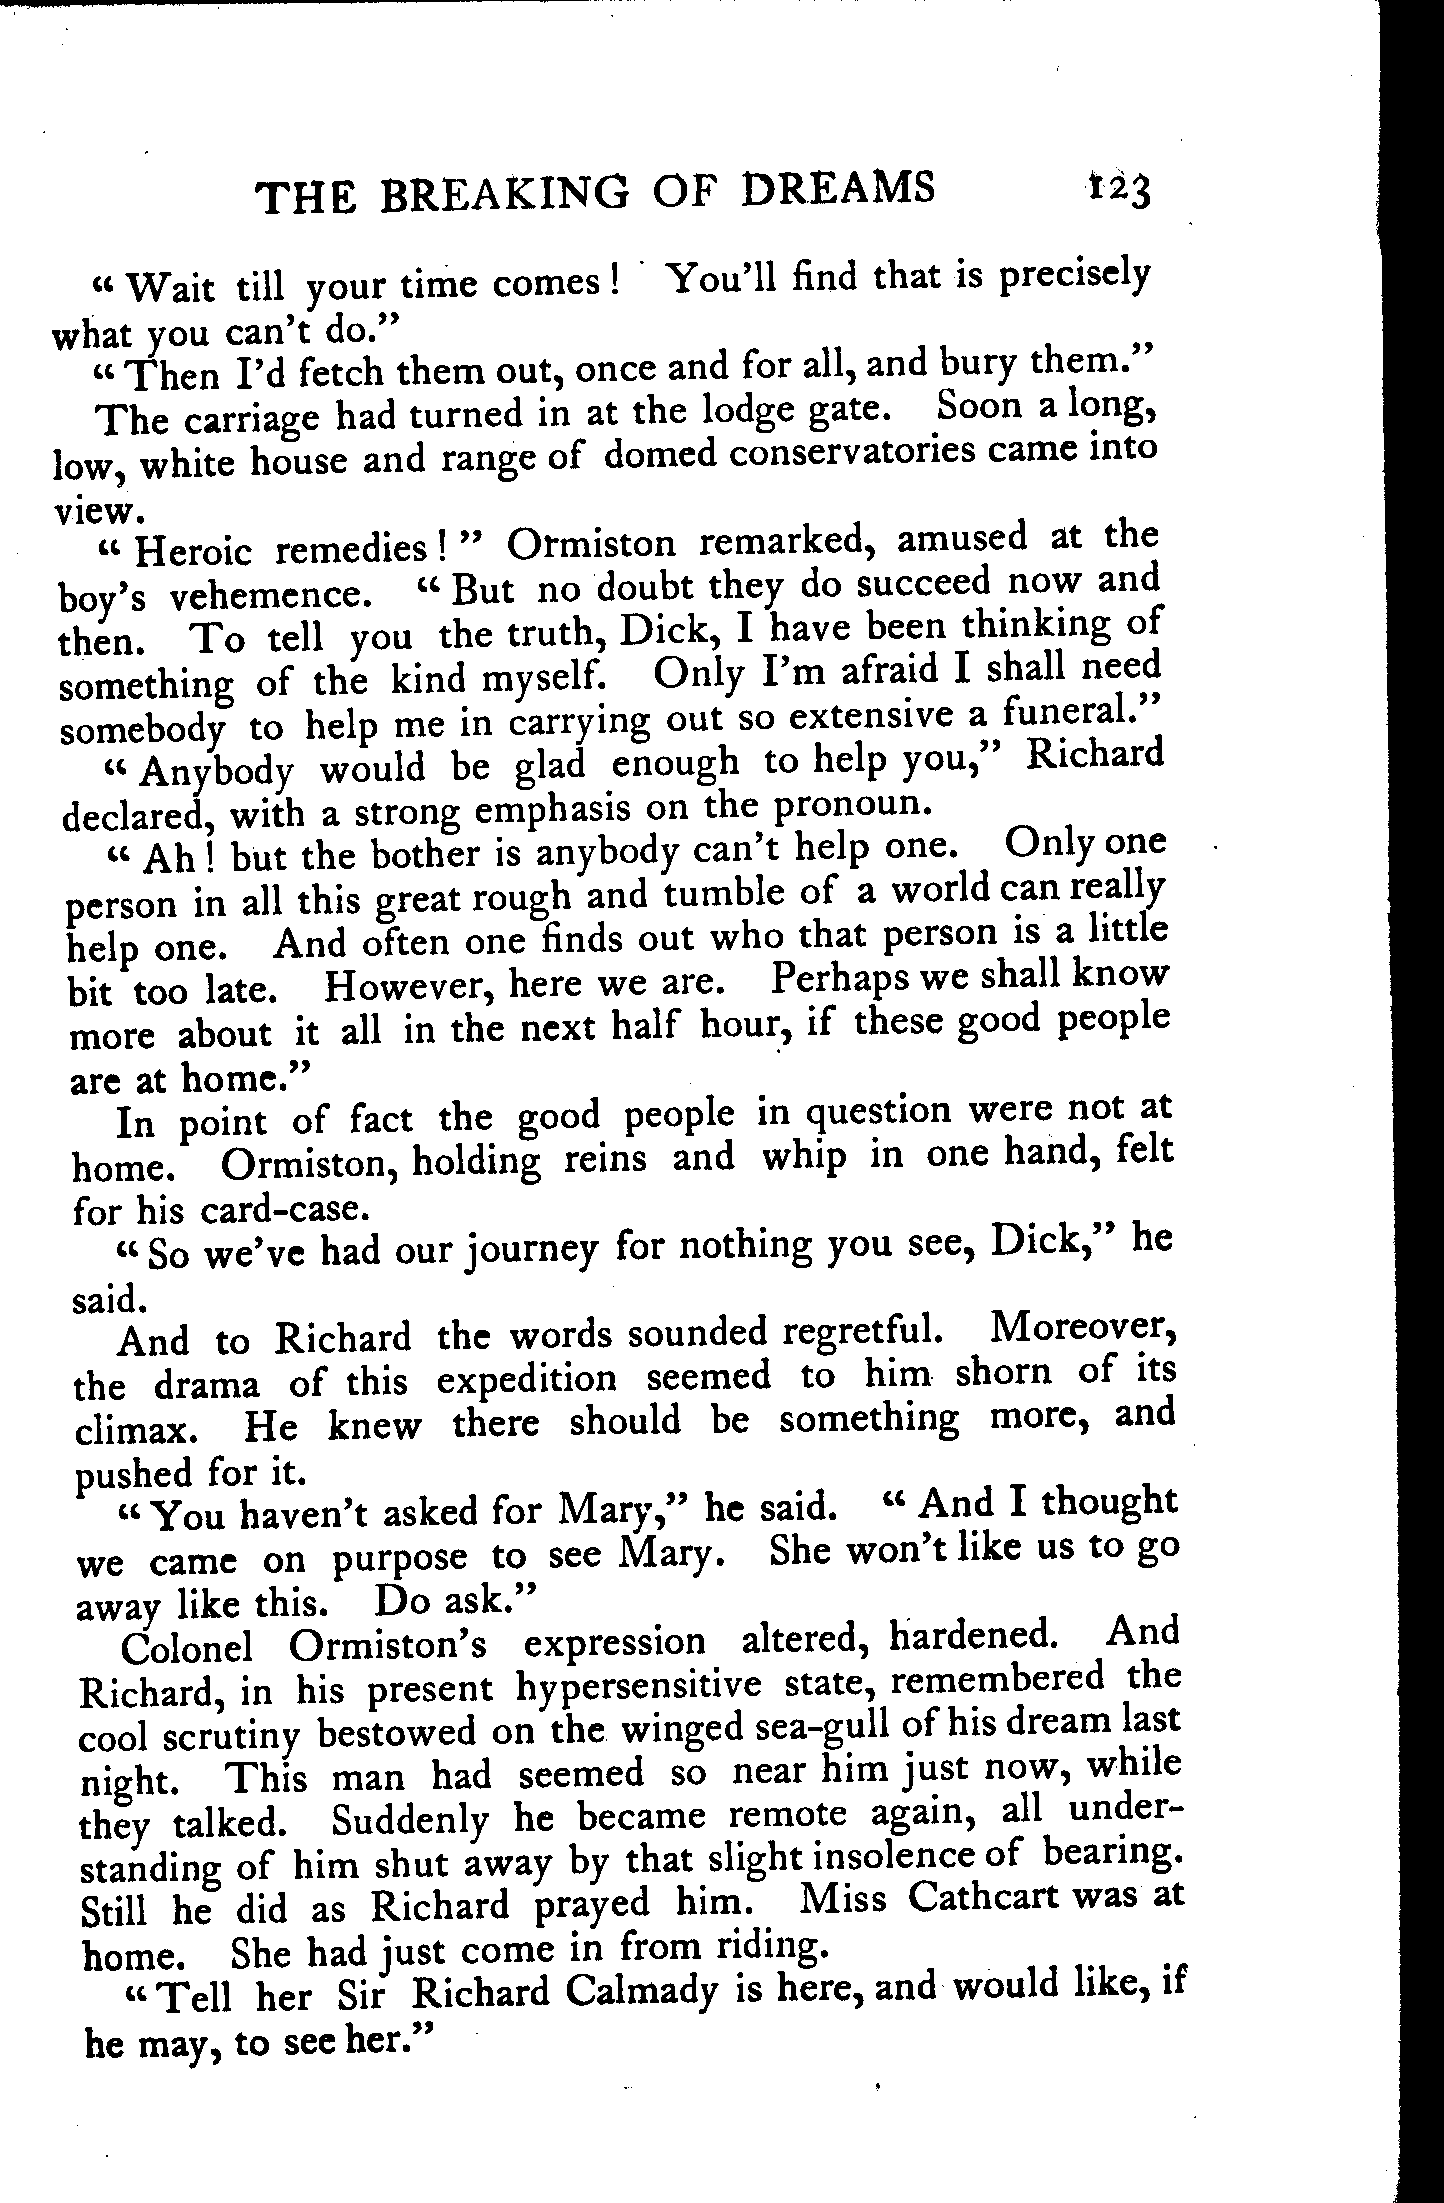 THE BREAKING OF DREAMS 123
“Wait till your time comes! You'll find that is precisely
what you can't do.”
“Then I'd fetch them out, once and for all, and bury them.”
The carriage had turned in at the lodge gate. Soon a long,
low, white house and range of domed conservatories came into
view.
“Heroic remedies!” Ormiston remarked, amused at the
boy's vehemence. “But no doubt they do succeed now and
then. To tell you the truth, Dick, I have been thinking of
something of the kind myself. Only I'm afraid I shall need
somebody to help me in carrying out so extensive a funeral.”
“Anybody would be glad enough to help you,” Richard
declared, with a strong emphasis on the pronoun.
“Ah! but the bother is anybody can't help one. Only one
person in all this great rough and tumble of a world can really
help one. And often one finds out who that person is a little
bit too late. However, here we are. Perhaps we shall know
more about it all in the next half hour, if these good people
are at home.”
In point of fact the good people in question were not at
home. Ormiston, holding reins and whip in one hand, felt
for his card-case.
“So we've had our journey for nothing you see, Dick,” he
said.
And to Richard the words sounded regretful. Moreover,
the drama of this expedition seemed to him shorn of its
climax. He knew there should be something more, and
pushed for it.
“You haven't asked for Mary,” he said. “And I thought
we came on purpose to see Mary. She won't like us to go
away like this. Do ask.”
Colonel Ormiston's expression altered, hardened. And
Richard, in his present hypersensitive state, remembered the
cool scrutiny bestowed on the winged sea-gull of his dream last
night. This man had seemed so near him just now, while
they talked. Suddenly he became remote again, all under-
standing of him shut away by that slight insolence of bearing.
Still he did as Richard prayed him. Miss Cathcart was at
home. She had just come in from riding.
“Tell her Sir Richard Calmady is here, and would like, if
he may, to see her.”